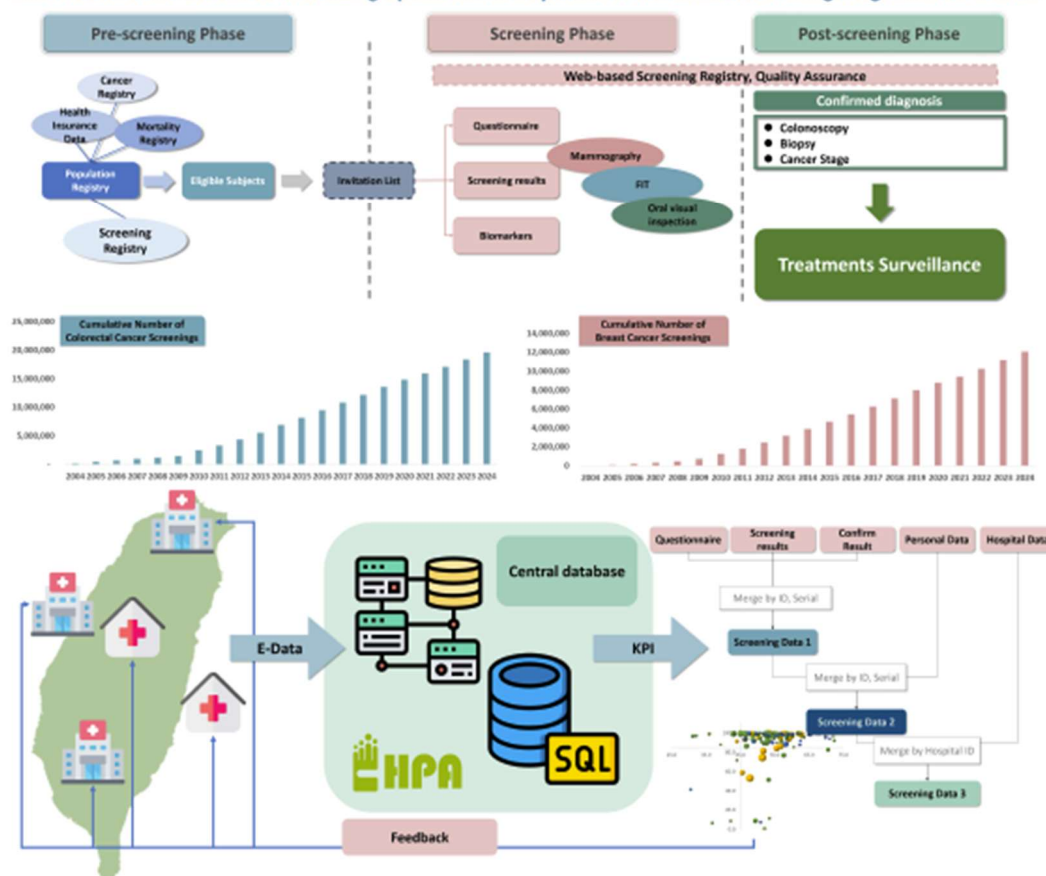 Pre-screening Phase
Screening Phase
Post-screening Phase
Web-based Screening Registry, Quality Assurance
Cancer
Registry
Health
Insurance
Data
Mortality
Registry
Population
Registry
Eligible Subjects
Invitation List
Screening
Registry
Questionnaire
Screening results
Biomarkers
Mammography
FIT
Oral visual
inspection
Confirmed diagnosis
● Colonoscopy
● Biopsy
● Cancer Stage
Treatments Surveillance
Cumulative Number of
Colorectal Cancer Screenings
25,000,000
20,000,000
15,000,000
10,000,000
5,000,000
-
2004 2005 2006 2007 2008 2009 2010 2011 2012 2013 2014 2015 2016 2017 2018 2019 2020 2021 2022 2023 2024
Cumulative Number of
Breast Cancer Screenings
14,000,000
12,000,000
10,000,000
8,000,000
6,000,000
4,000,000
2,000,000
0
2004 2005 2006 2007 2008 2009 2010 2011 2012 2013 2014 2015 2016 2017 2018 2019 2020 2021 2022 2023 2024
E-Data
Central database
SQL
HPA
KPI
Questionnaire
Screening
results
Confirm
Result
Personal Data
Hospital Data
Merge by ID, Serial
Screening Data 1
Merge by ID, Serial
Screening Data 2
Merge by Hospital ID
Screening Data 3
Feedback